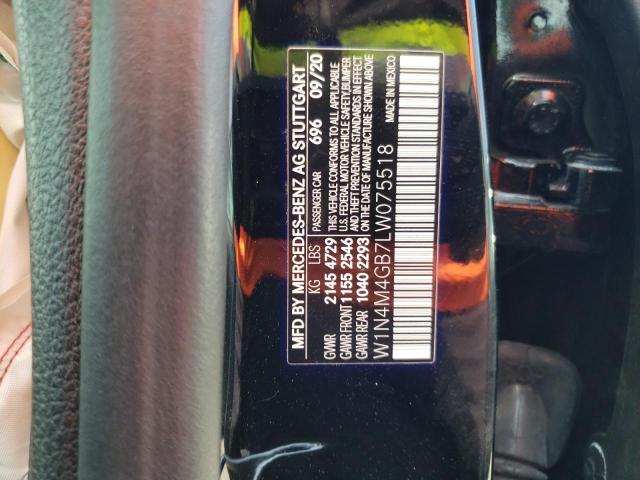 MFD BY MERCEDES-BENZ AG STUTTGART
KG LBS PASSENGER CAR 696 09/20
GVWR 2145 4729 THIS VEHICLE CONFORMS TO ALL APPLICABLE
GAWR FRONT 1155 2546 U.S. FEDERAL MOTOR VEHICLE SAFETY, BUMPER
GAWR REAR 1040 2293 AND THEFT PREVENTION STANDARDS IN EFFECT
ON THE DATE OF MANUFACTURE SHOWN ABOVE
W1N4M4GB7LW075518 MADE IN MEXICO